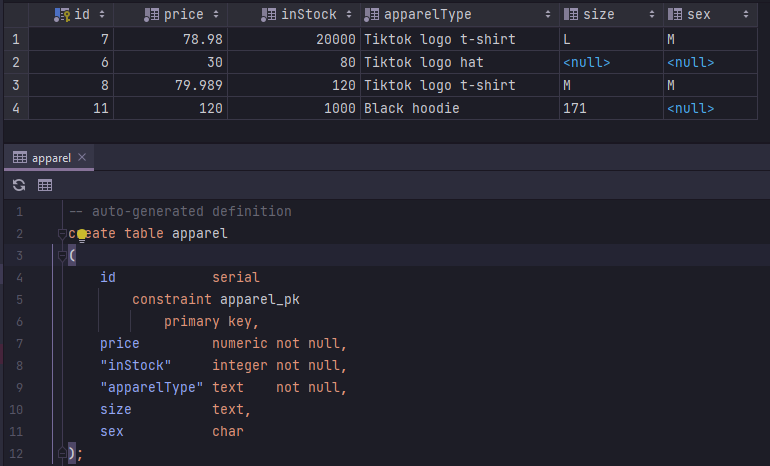 id price inStock apparelType size sex
1 7 78.98 20000 Tiktok logo t-shirt L M
2 6 30 80 Tiktok logo hat <null> <null>
3 8 79.989 120 Tiktok logo t-shirt M M
4 11 120 1000 Black hoodie 171 <null>
apparel
1 -- auto-generated definition
2 create table apparel
3 (
4 id serial
5 constraint apparel_pk
6 primary key,
7 price numeric not null,
8 "inStock" integer not null,
9 "apparelType" text not null,
10 size text,
11 sex char
12 );